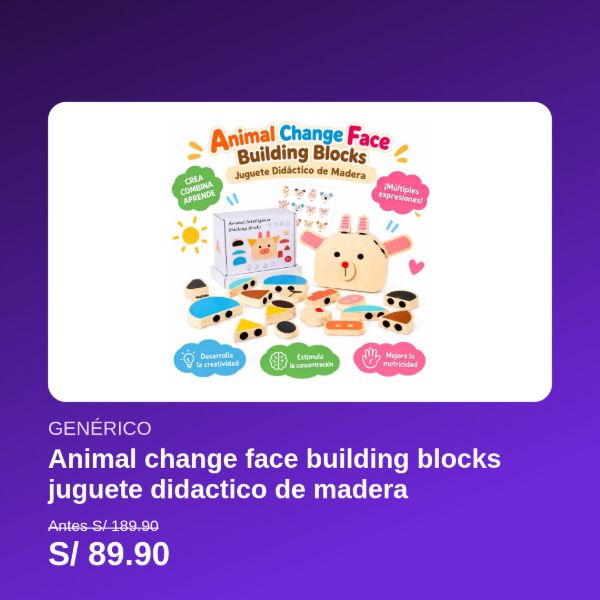 Animal Change Face
Building Blocks
Juguete Didáctico de Madera
CREA
COMBINA
APRENDE
¡Múltiples
expresiones!
Animal Intelligence
Stacking Blocks
Desarrolla
la creatividad
Estimula
la concentración
Mejora la
motricidad
GENÉRICO
Animal change face building blocks
juguete didactico de madera
Antes S/ 189.90
S/ 89.90